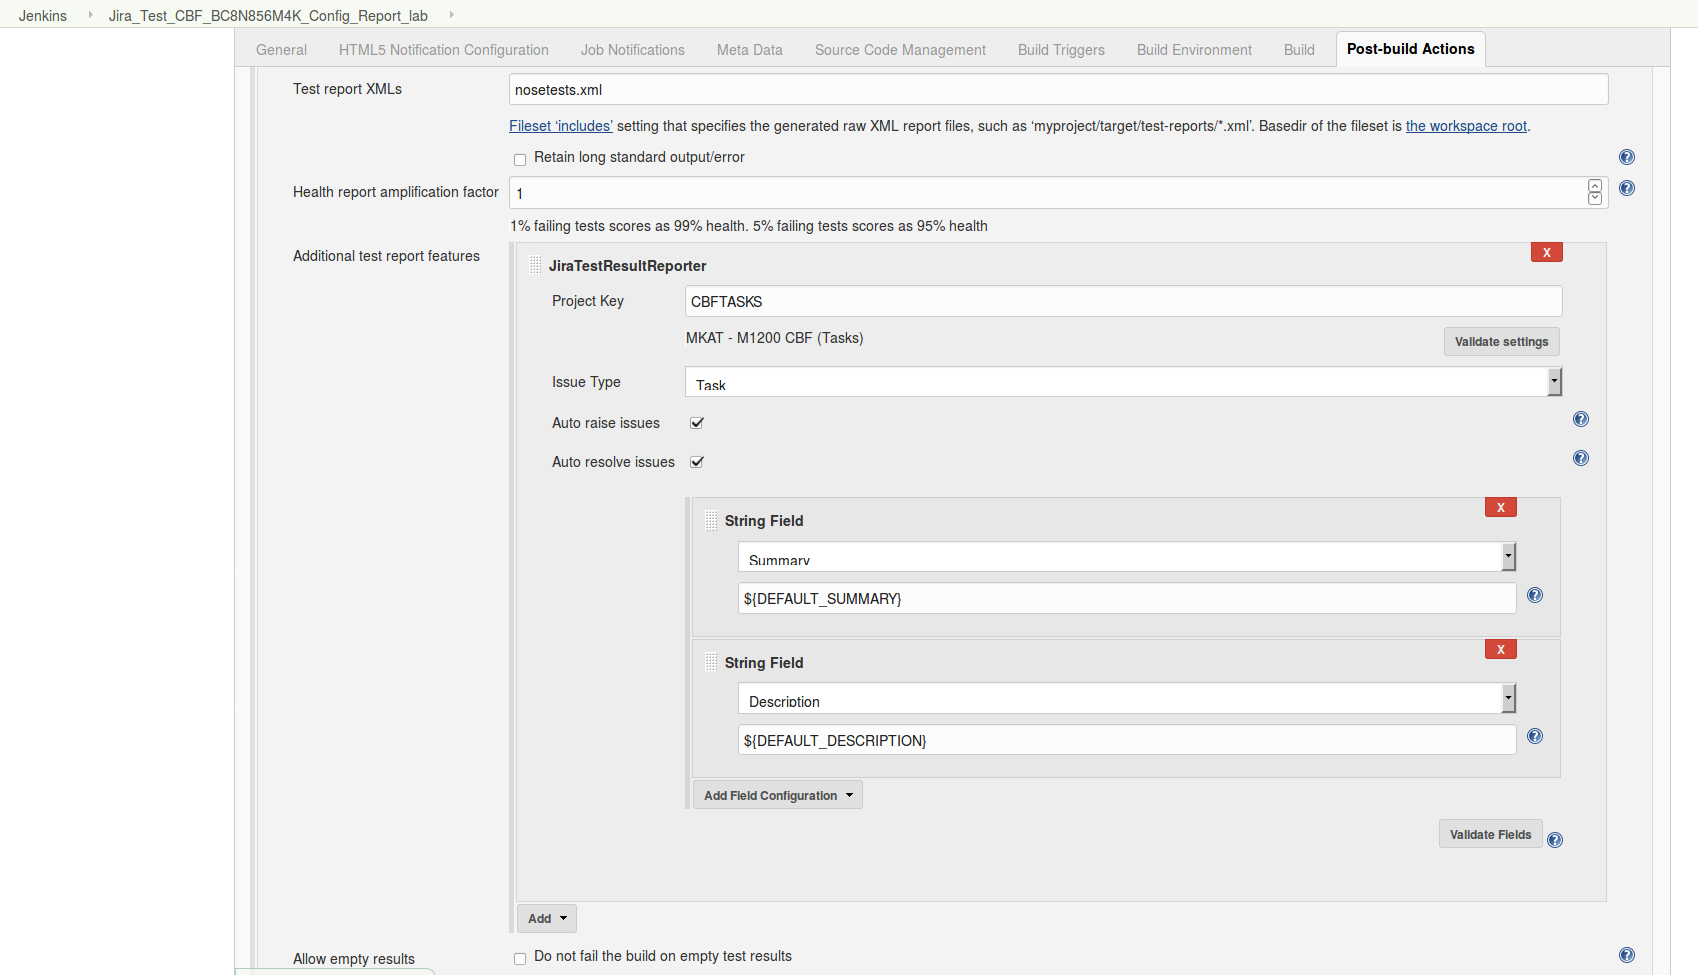 Jenkins Jira_Test_CBF_BC8N856M4K_Config_Report_lab
General HTML5 Notification Configuration Job Notifications Meta Data Source Code Management Build Triggers Build Environment Build Post-build Actions
Test report XMLs nosetests.xml
Fileset ‘includes’ setting that specifies the generated raw XML report files, such as ‘myproject/target/test-reports/*.xml’. Basedir of the fileset is the workspace root.
Retain long standard output/error
Health report amplification factor 1
1% failing tests scores as 99% health. 5% failing tests scores as 95% health
Additional test report features
X
JiraTestResultReporter
Project Key CBFTASKS
MKAT - M1200 CBF (Tasks)
Validate settings
Issue Type Task
Auto raise issues
Auto resolve issues
X
String Field
Summary
${DEFAULT_SUMMARY}
X
String Field
Description
${DEFAULT_DESCRIPTION}
Add Field Configuration
Validate Fields
Add
Allow empty results Do not fail the build on empty test results